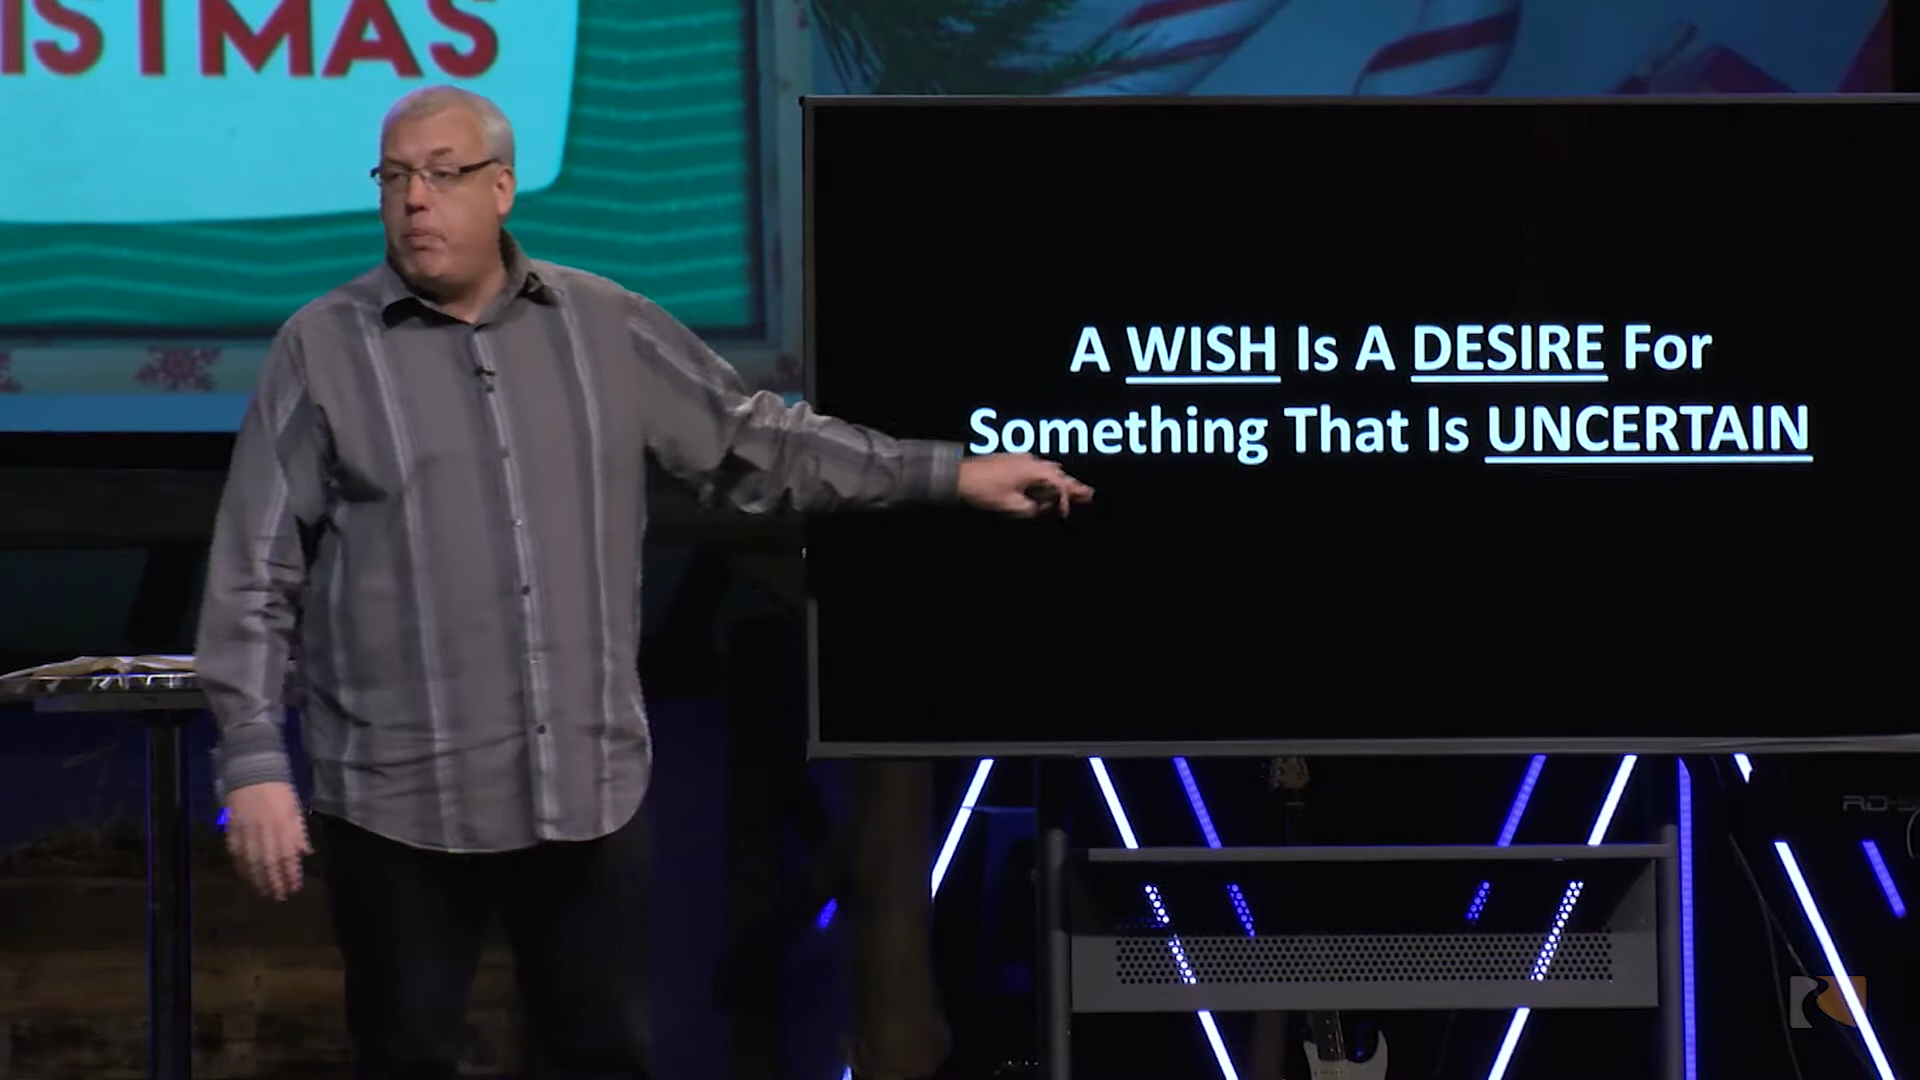 ISTMAS
A WISH Is A DESIRE For
Something That Is UNCERTAIN